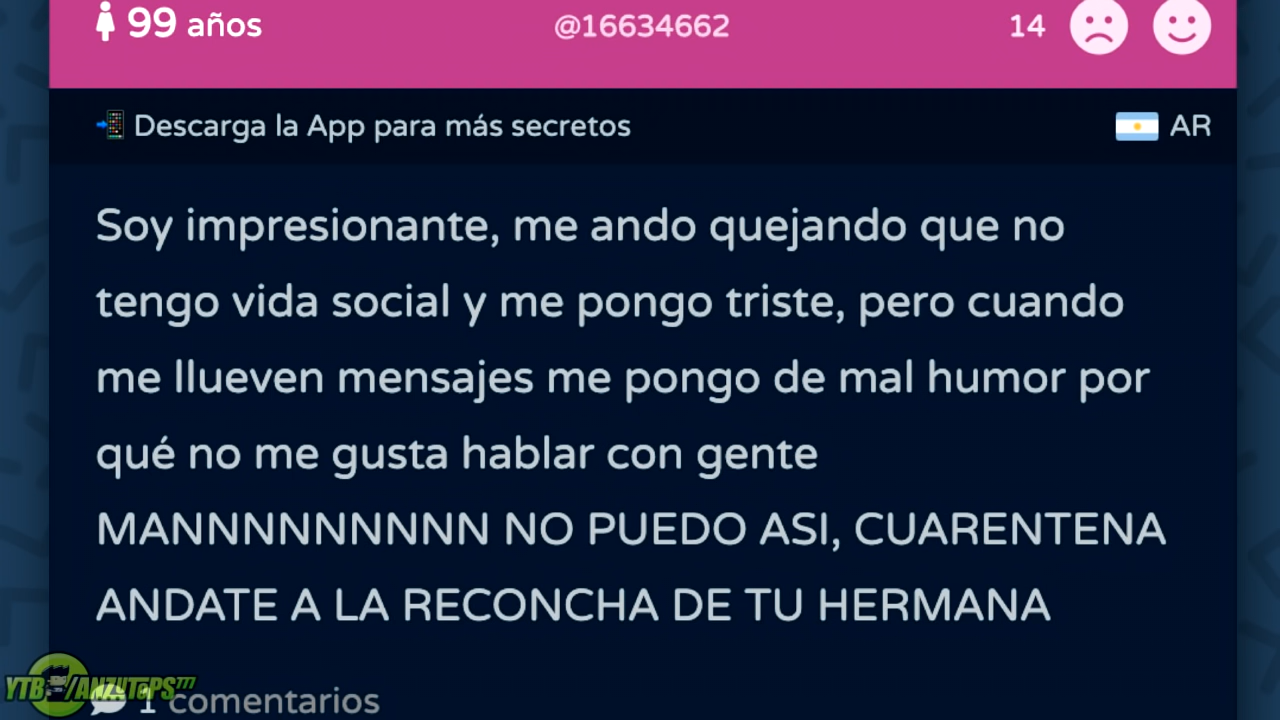 99 años @16634662 14
Descarga la App para más secretos AR
Soy impresionante, me ando quejando que no
tengo vida social y me pongo triste, pero cuando
me llueven mensajes me pongo de mal humor por
qué no me gusta hablar con gente
MANNNNNNNNN NO PUEDO ASI, CUARENTENA
ANDATE A LA RECONCHA DE TU HERMANA
1 comentarios